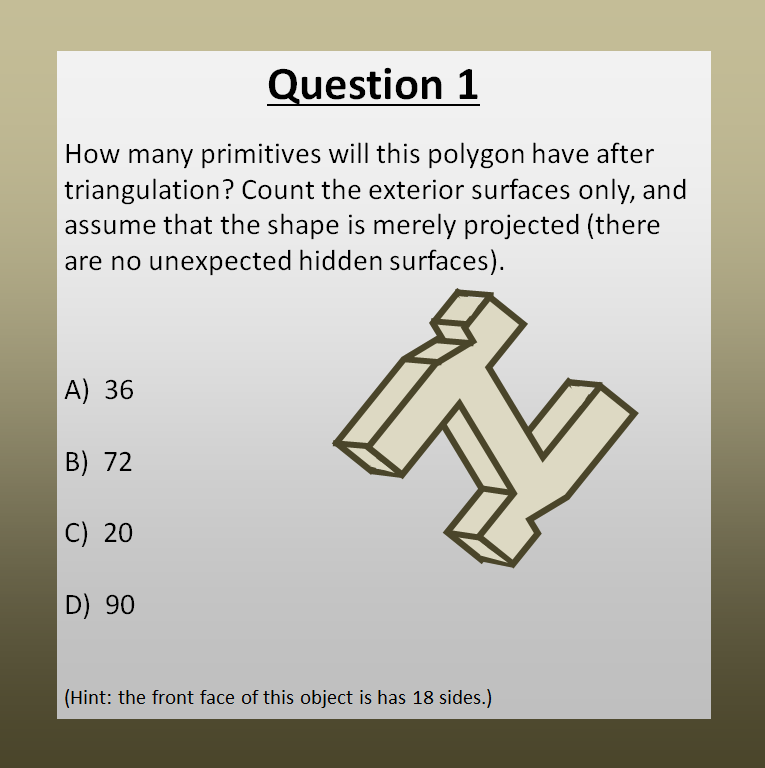 Question 1
How many primitives will this polygon have after
triangulation? Count the exterior surfaces only, and
assume that the shape is merely projected (there
are no unexpected hidden surfaces).
A) 36
B) 72
C) 20
D) 90
(Hint: the front face of this object is has 18 sides.)